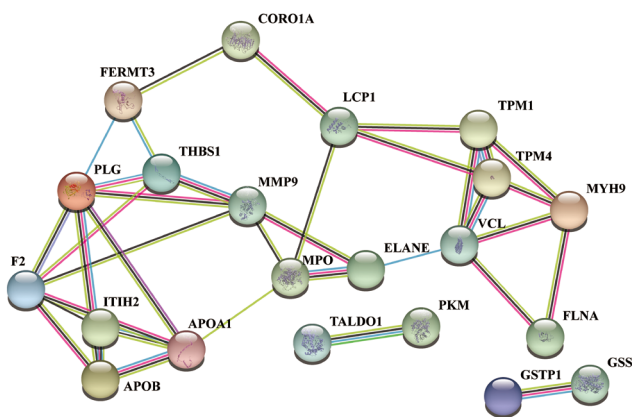 CORO1A
FERMT3
LCP1
TPM1
THBS1
TPM4
PLG
MMP9
MYH9
VCL
F2
MPO
ELANE
ITIH2
APOA1
PKM
TALDO1
FLNA
APOB
GSTP1
GSS